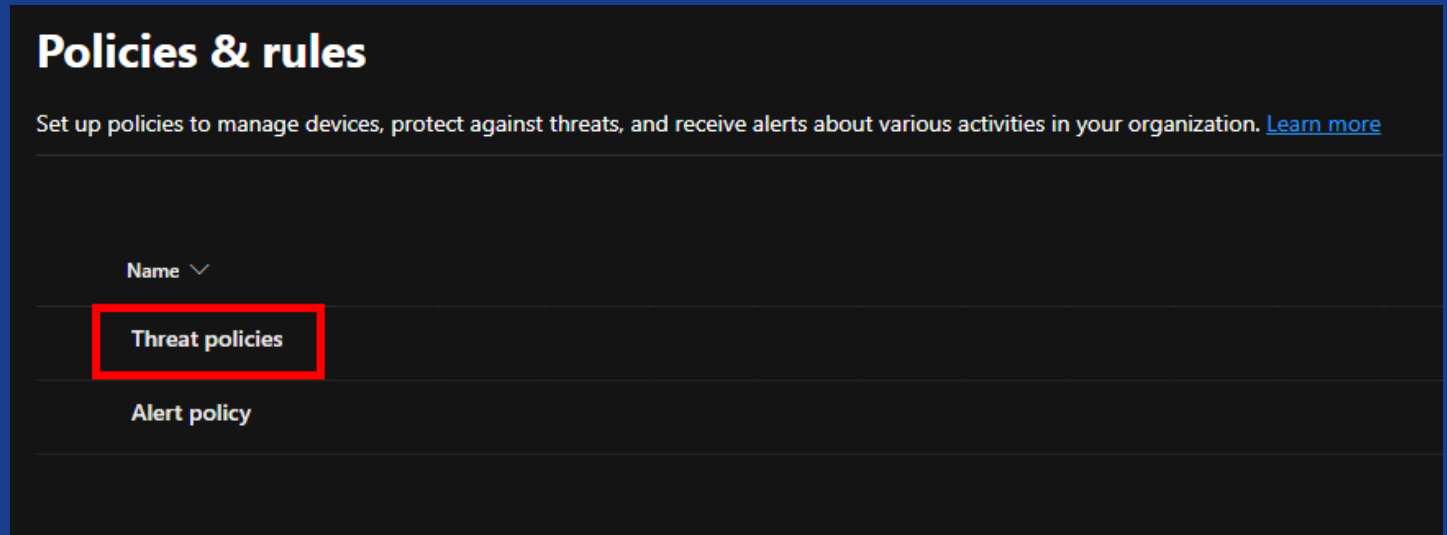 Policies & rules
Set up policies to manage devices, protect against threats, and receive alerts about various activities in your organization. Learn more
Name
Threat policies
Alert policy